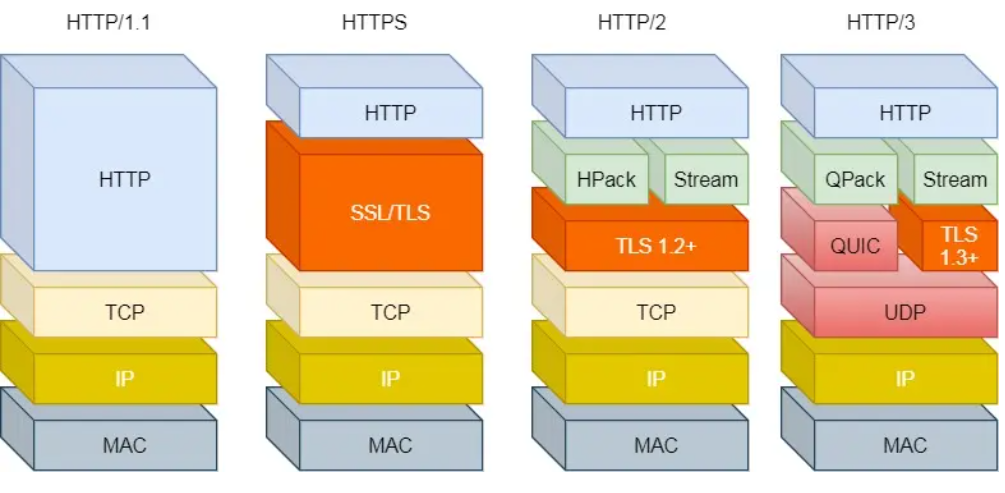 HTTP/1.1
HTTPS
HTTP/2
HTTP/3
HTTP
HTTP
HTTP
HTTP
SSL/TLS
HPack
Stream
QPack
Stream
TLS 1.2+
QUIC
TLS
1.3+
TCP
TCP
TCP
UDP
IP
IP
IP
IP
MAC
MAC
MAC
MAC